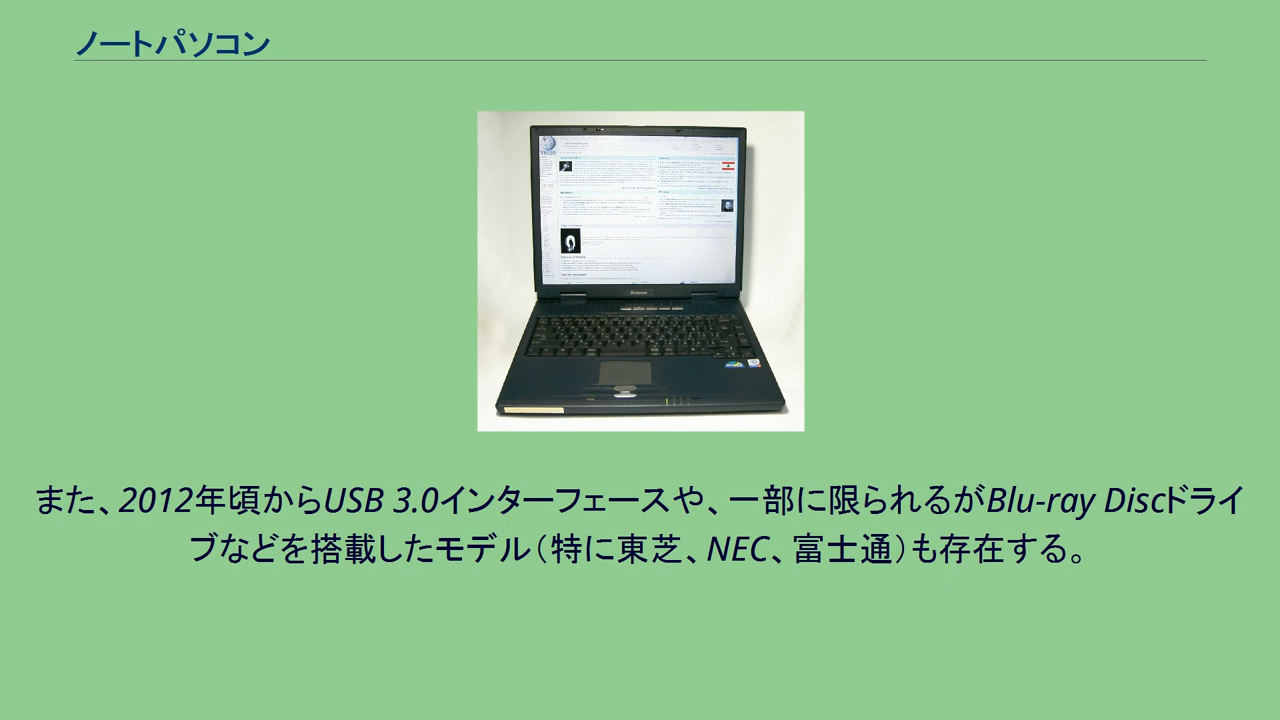 ノートパソコン
また、2012年頃からUSB 3.0インターフェースや、一部に限られるがBlu-ray Discドライ
ブなどを搭載したモデル（特に東芝、NEC、富士通）も存在する。